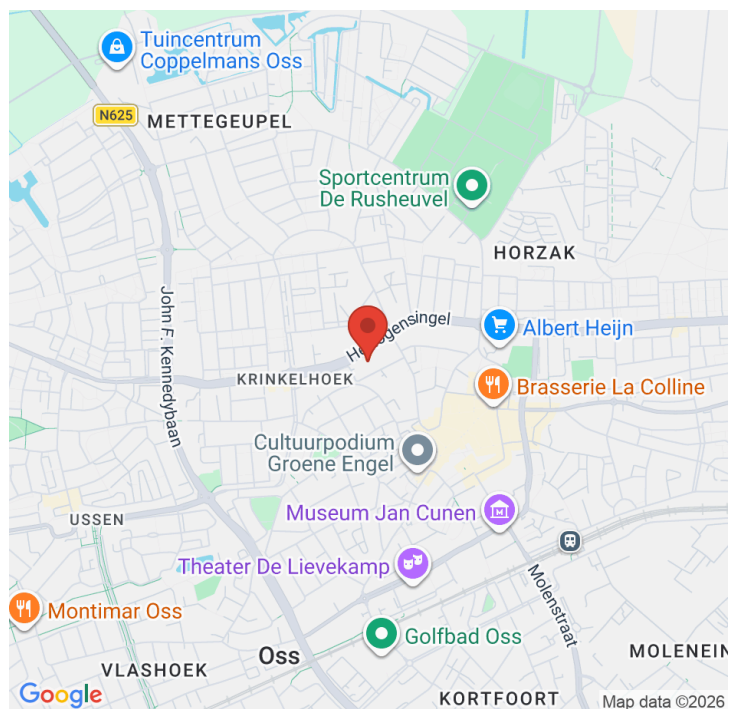 Tuincentrum
Coppelmans Oss
N625
METTEGEUPEL
Sportcentrum
De Rusheuvel
HORZAK
John F. Kennedybaan
Hertogensingel
Albert Heijn
KRINKELHOEK
Brasserie La Colline
Cultuurpodium
Groene Engel
USSEN
Museum Jan Cunen
M
Theater De Lievekamp
Molenstraat
Montimar Oss
Golfbad Oss
Oss
MOLENEIN
VLASHOEK
KORTFOORT
Google
Map data ©2026